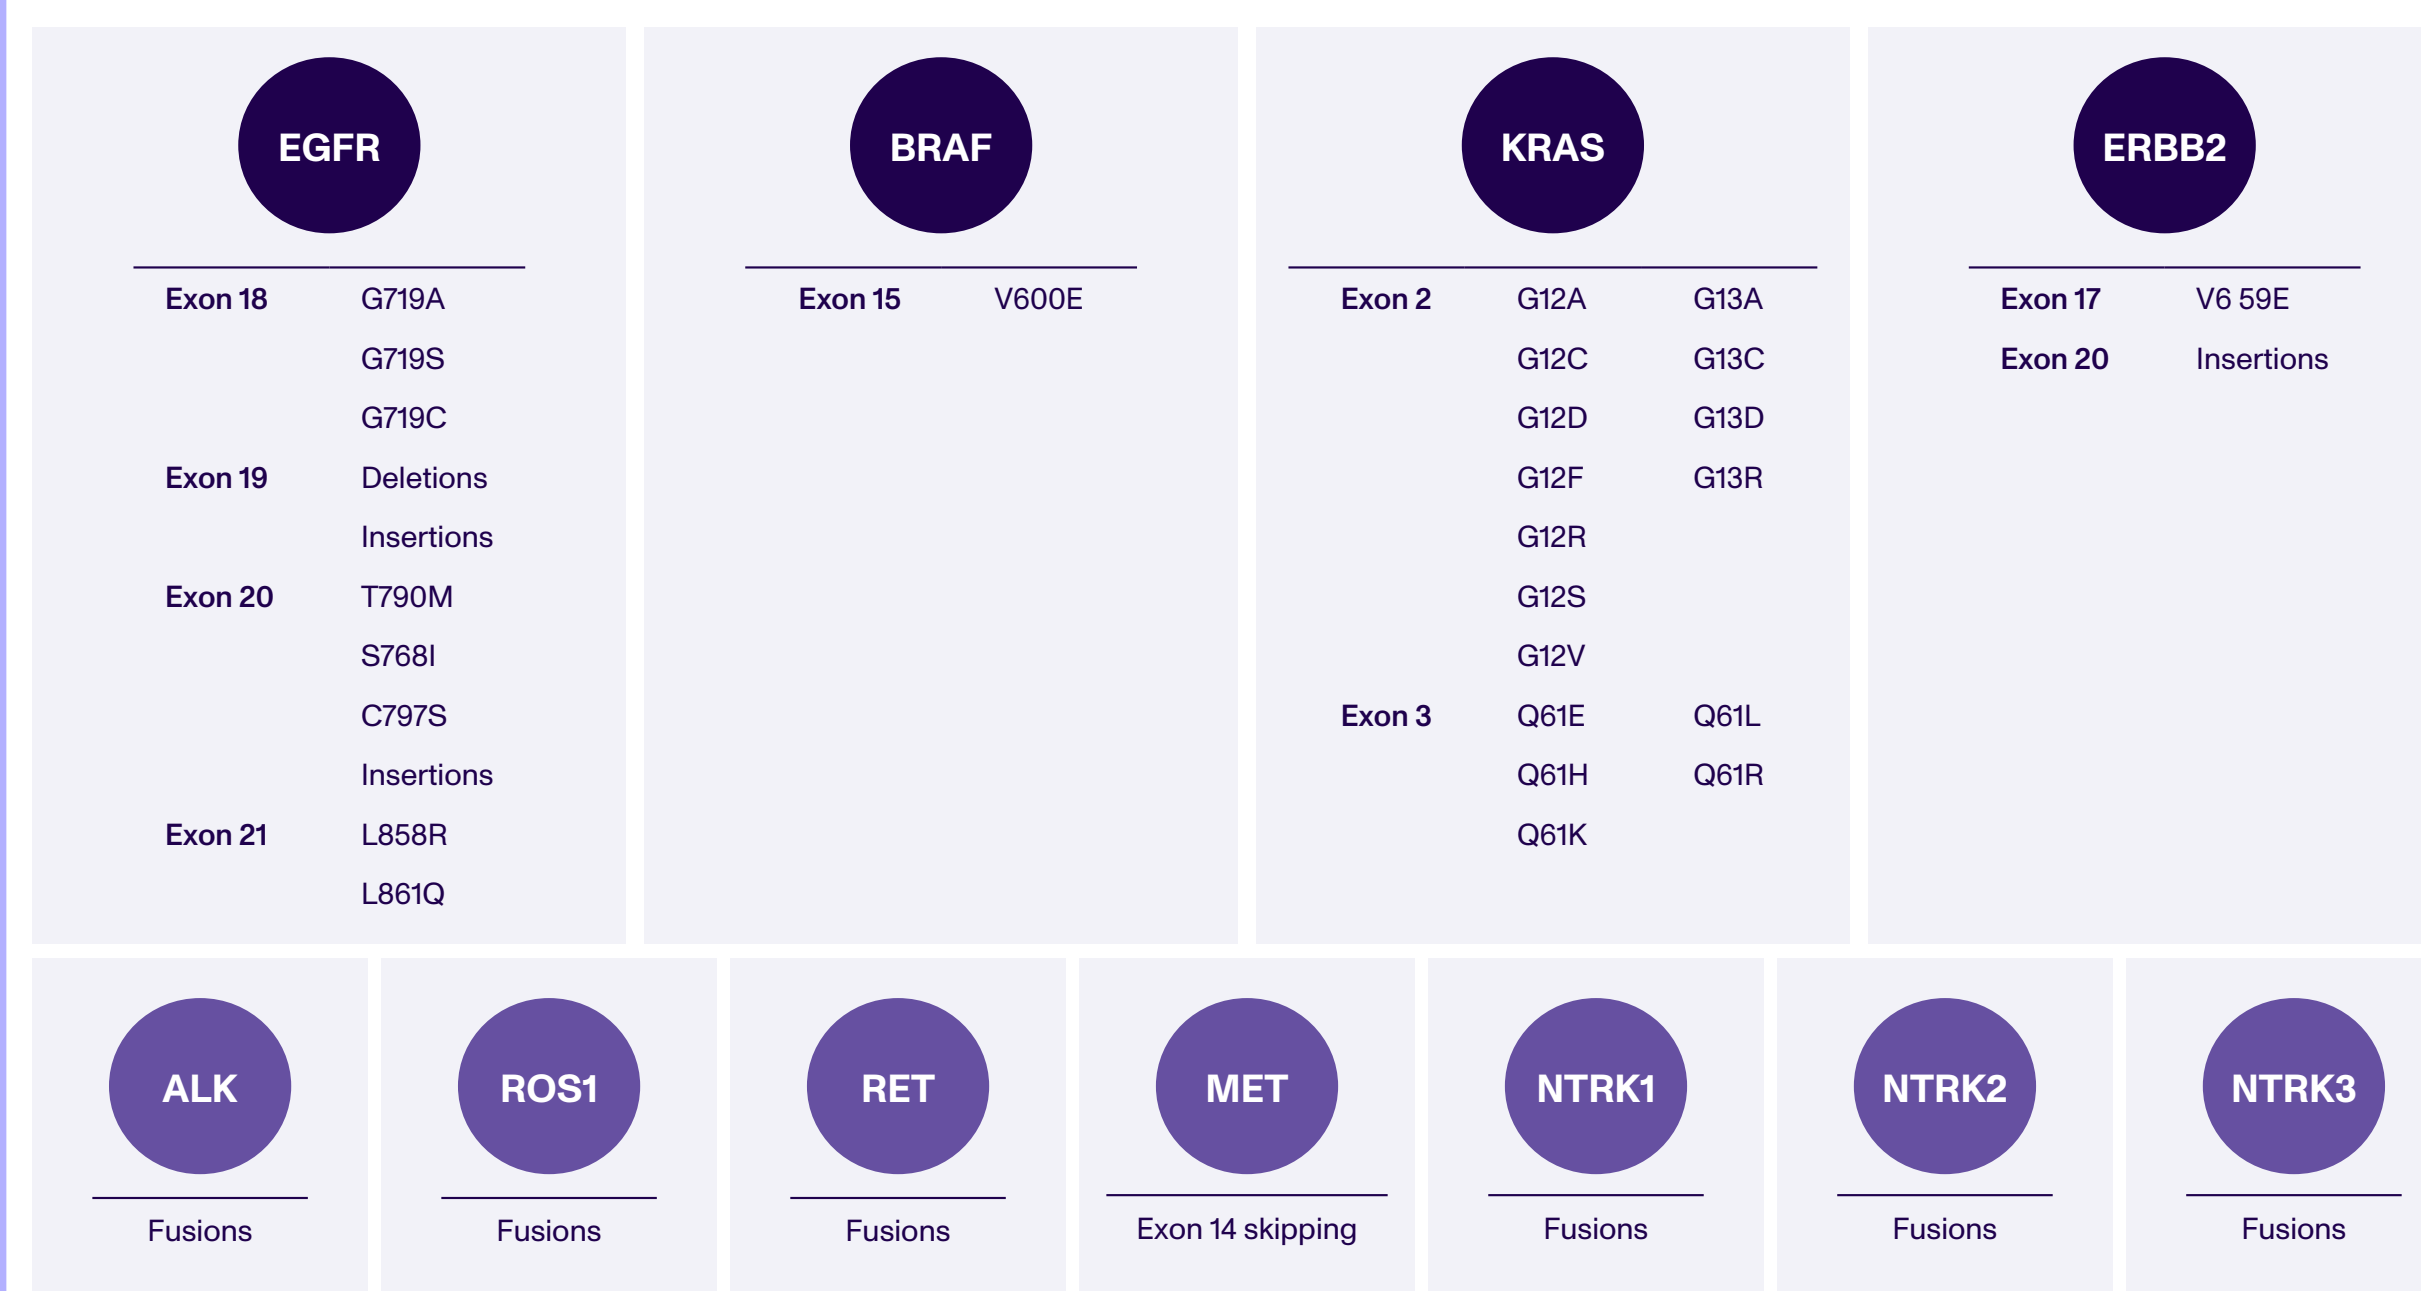 EGFR
Exon 18 G719A
G719S
G719C
Exon 19 Deletions
Insertions
Exon 20 T790M
S768I
C797S
Insertions
Exon 21 L858R
L861Q
BRAF
Exon 15 V600E
KRAS
Exon 2 G12A G13A
G12C G13C
G12D G13D
G12F G13R
G12R
G12S
G12V
Exon 3 Q61E Q61L
Q61H Q61R
Q61K
ERBB2
Exon 17 V6 59E
Exon 20 Insertions
ALK
Fusions
ROS1
Fusions
RET
Fusions
MET
Exon 14 skipping
NTRK1
Fusions
NTRK2
Fusions
NTRK3
Fusions